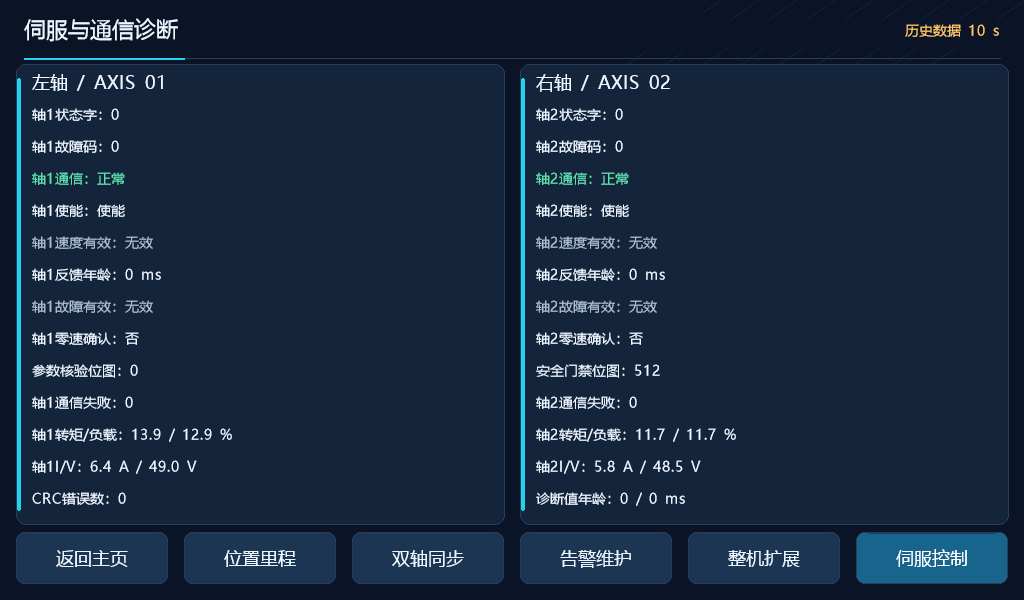 伺服与通信诊断
历史数据 10 s
左轴 / AXIS 01
轴1状态字：0
轴1故障码：0
轴1通信：正常
轴1使能：使能
轴1速度有效：无效
轴1反馈年龄：0 ms
轴1故障有效：无效
轴1零速确认：否
参数核验位图：0
轴1通信失败：0
轴1转矩/负载：13.9 / 12.9 %
轴1I/V：6.4 A / 49.0 V
CRC错误数：0
右轴 / AXIS 02
轴2状态字：0
轴2故障码：0
轴2通信：正常
轴2使能：使能
轴2速度有效：无效
轴2反馈年龄：0 ms
轴2故障有效：无效
轴2零速确认：否
安全门禁位图：512
轴2通信失败：0
轴2转矩/负载：11.7 / 11.7 %
轴2I/V：5.8 A / 48.5 V
诊断值年龄：0 / 0 ms
返回主页
位置里程
双轴同步
告警维护
整机扩展
伺服控制